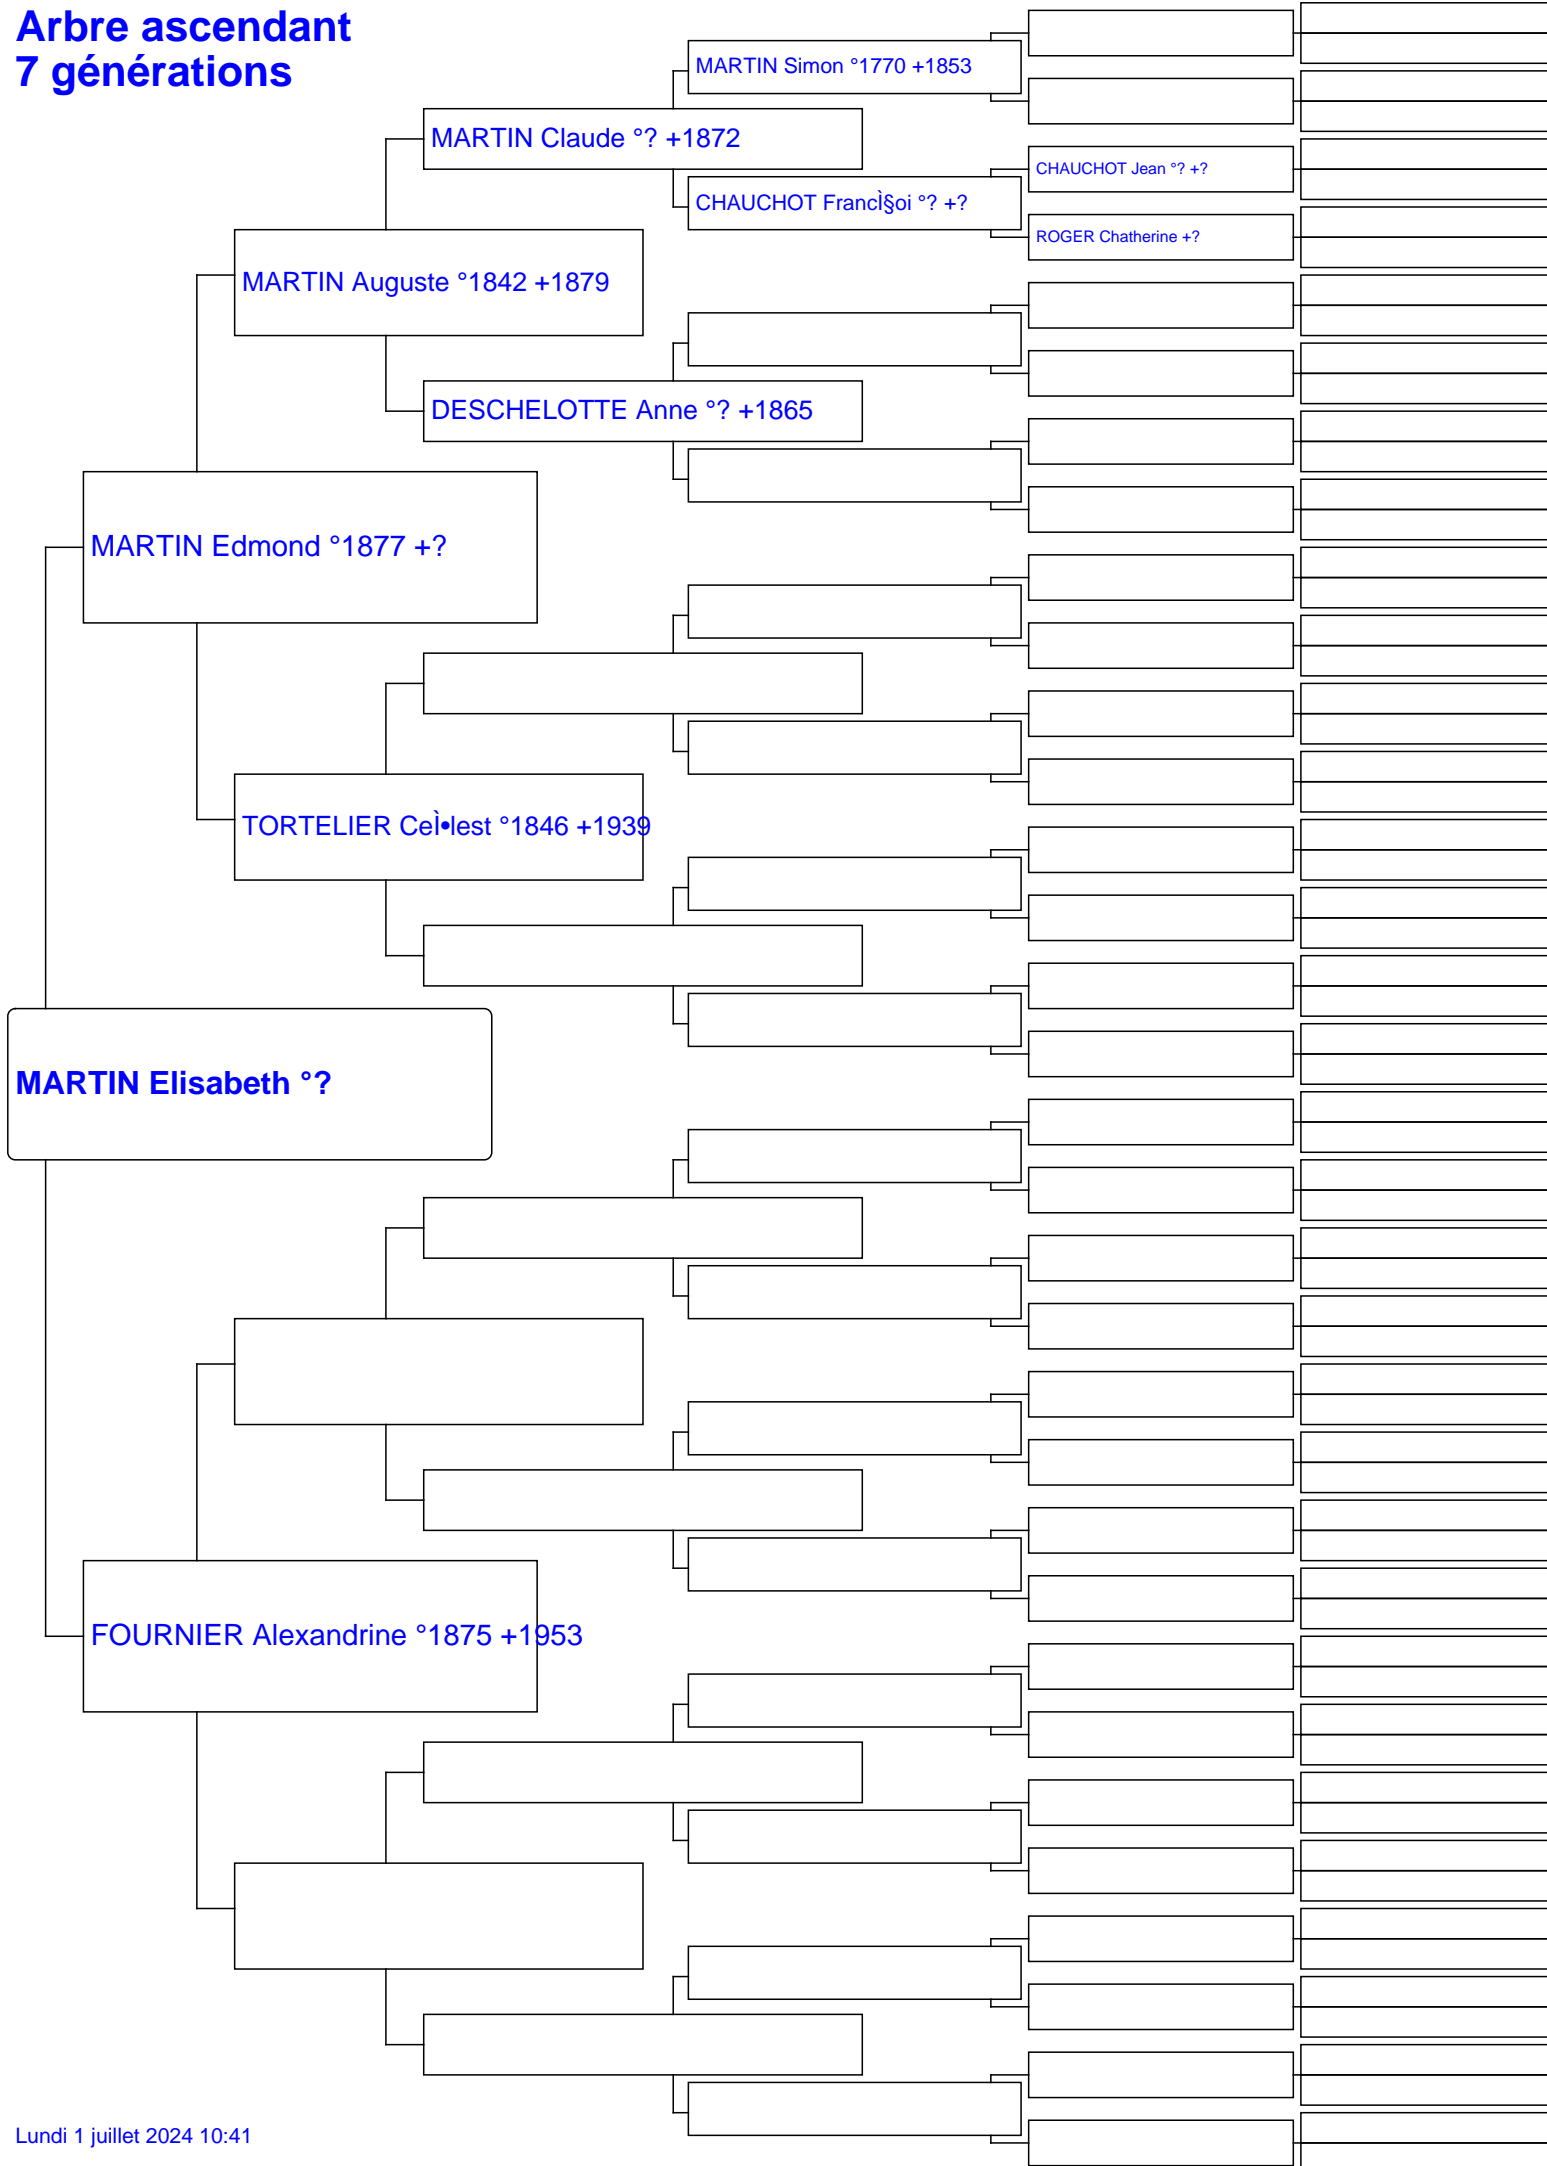 Arbre ascendant
7 générations
MARTIN Simon °1770 +1853
MARTIN Claude °? +1872
CHAUCHOT Jean °? +?
CHAUCHOT FrancÌ§oi °? +?
ROGER Chatherine +?
MARTIN Auguste °1842 +1879
DESCHELOTTE Anne °? +1865
MARTIN Edmond °1877 +?
TORTELIER CeÌ•lest °1846 +1939
MARTIN Elisabeth °?
FOURNIER Alexandrine °1875 +1953
Lundi 1 juillet 2024 10:41